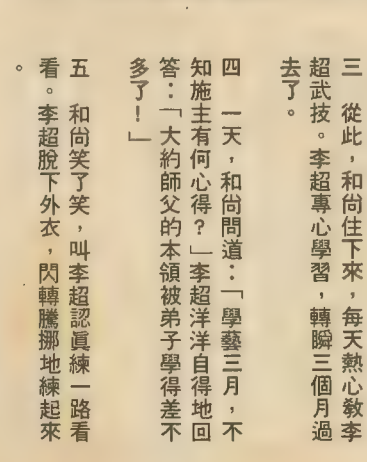 三　從此，和尚住下來，每天熱心敎李
超武技。李超專心學習，轉瞬三個月過
去了。
四　一天，和尚問道：「學藝三月，不
知施主有何心得？」李超洋洋自得地回
答：「大約師父的本領被弟子學得差不
多了！」
五　和尚笑了笑，叫李超認眞練一路看
看。李超脫下外衣，閃轉騰挪地練起來
。